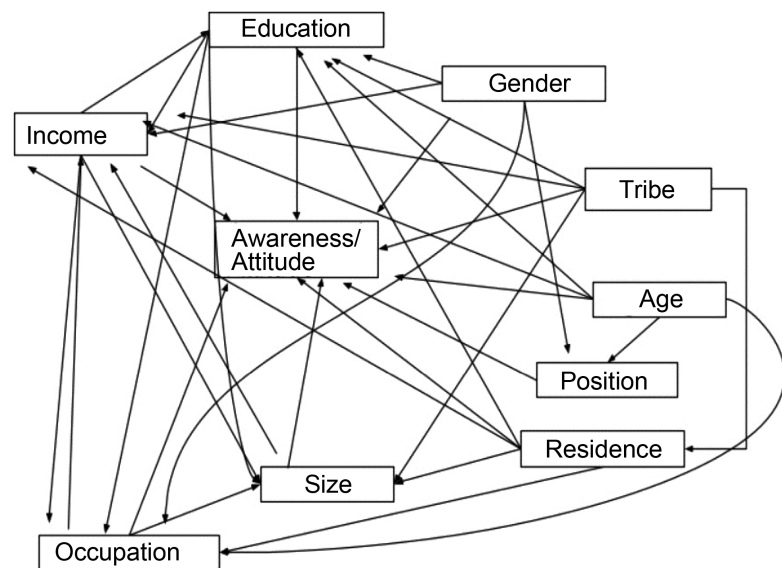 Education
Gender
Income
Tribe
Awareness/
Attitude
Age
Position
Residence
Size
Occupation